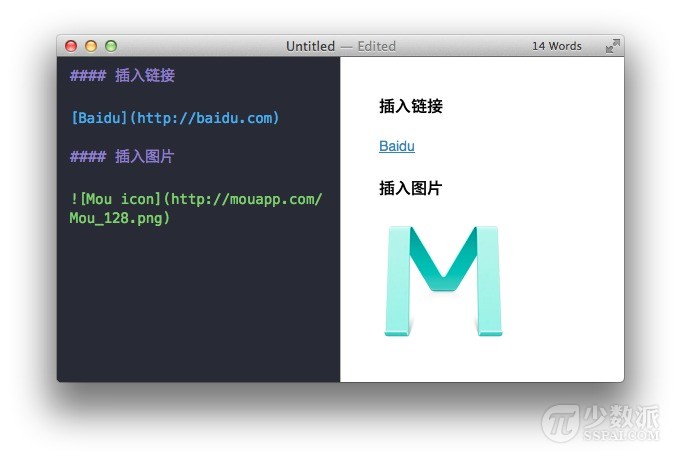 Untitled — Edited
14 Words
#### 插入链接
[Baidu](http://baidu.com)
#### 插入图片
![Mou icon](http://mouapp.com/
Mou_128.png)
插入链接
Baidu
插入图片
M
π 少数派
SSPAI.COM